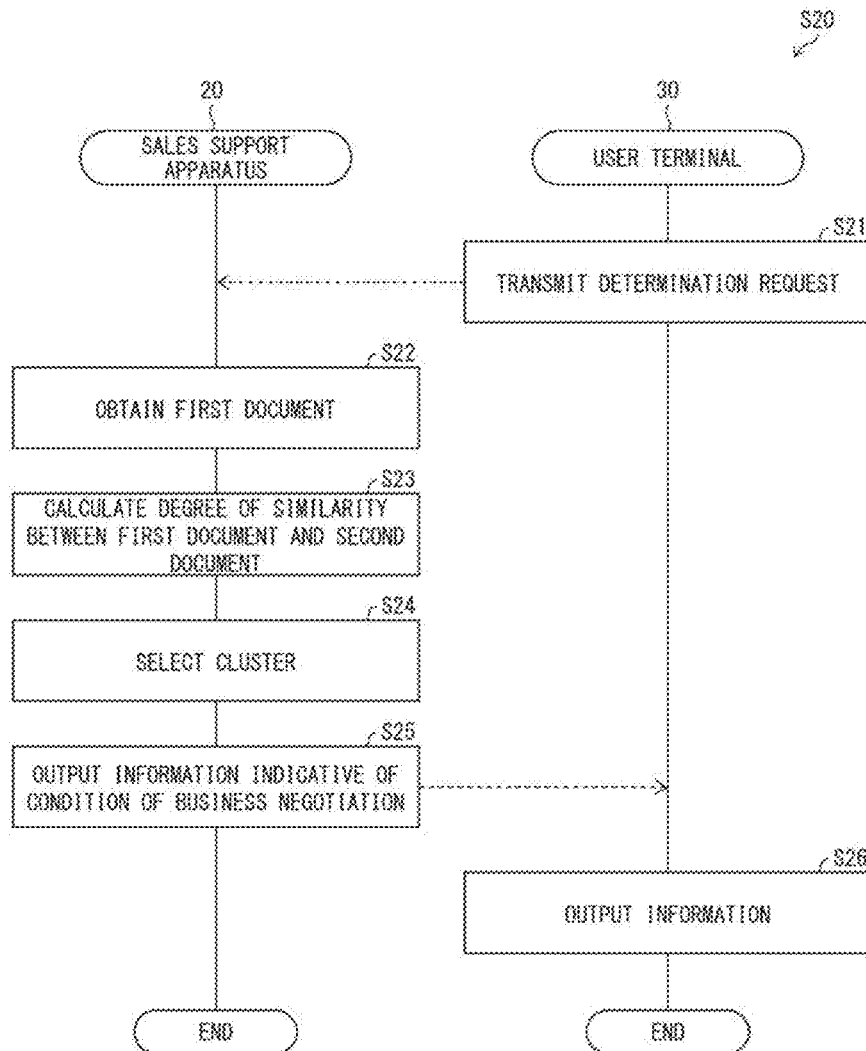 S20
20
30
SALES SUPPORT
APPARATUS
USER TERMINAL
S21
TRANSMIT DETERMINATION REQUEST
S22
OBTAIN FIRST DOCUMENT
S23
CALCULATE DEGREE OF SIMILARITY
BETWEEN FIRST DOCUMENT AND SECOND
DOCUMENT
S24
SELECT CLUSTER
S25
OUTPUT INFORMATION INDICATIVE OF
CONDITION OF BUSINESS NEGOTIATION
S26
OUTPUT INFORMATION
END
END